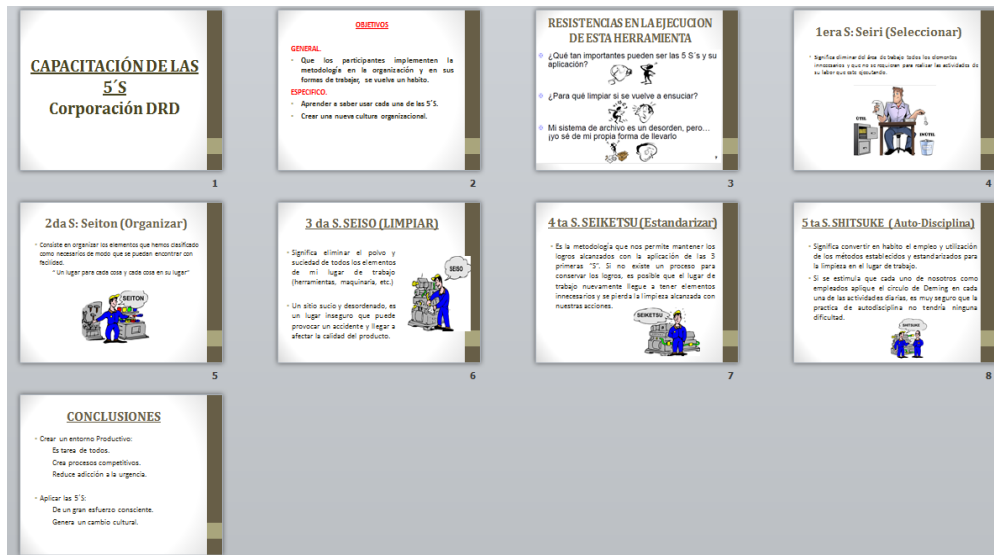 CAPACITACIÓN DE LAS
5´S
Corporación DRD
1
OBJETIVOS
GENERAL.
• Que los participantes implementen la
metodología en la organización y en sus
formas de trabajar, se vuelve un habito.
ESPECIFICO.
• Aprender a saber usar cada una de las 5´S.
• Crear una nueva cultura organizacional.
2
RESISTENCIAS EN LA EJECUCION
DE ESTA HERRAMIENTA
¿Qué tan importantes pueden ser las 5 S´s y su
aplicación?
¿Para qué limpiar si se vuelve a ensuciar?
Mi sistema de archivo es un desorden, pero…
¡yo sé de mi propia forma de llevarlo
3
1era S: Seiri (Seleccionar)
• Significa eliminar del área de trabajo todos los elementos
innecesarios y que no se requieren para realizar las actividades de
su labor que está ejecutando.
UTIL
INUTIL
4
2da S: Seiton (Organizar)
• Consiste en organizar los elementos que hemos clasificado
como necesarios de modo que se puedan encontrar con
facilidad.
" Un lugar para cada cosa y cada cosa en su lugar"
SEITON
5
3 da S. SEISO (LIMPIAR)
• Significa eliminar el polvo y
suciedad de todos los elementos
de mi lugar de trabajo
(herramientas, maquinaria, etc.)
• Un sitio sucio y desordenado, es
un lugar inseguro que puede
provocar un accidente y llegar a
afectar la calidad del producto.
SEISO
6
4 ta S. SEIKETSU (Estandarizar)
• Es la metodología que nos permite mantener los
logros alcanzados con la aplicación de las 3
primeras "S". Si no existe un proceso para
conservar los logros, es posible que el lugar de
trabajo nuevamente llegue a tener elementos
innecesarios y se pierda la limpieza alcanzada con
nuestras acciones.
SEIKETSU
7
5 ta S. SHITSUKE (Auto-Disciplina)
• Significa convertir en habito el empleo y utilización
de los métodos establecidos y estandarizados para
la limpieza en el lugar de trabajo.
• Si se estimula que cada uno de nosotros como
empleados aplique el circulo de Deming en cada
una de las actividades diarias, es muy seguro que la
practica de autodisciplina no tendría ninguna
dificultad.
SHITSUKE
8
CONCLUSIONES
• Crear un entorno Productivo:
Es tarea de todos.
Crea procesos competitivos.
Reduce adicción a la urgencia.
• Aplicar las 5´S:
De un gran esfuerzo consciente.
Genera un cambio cultural.